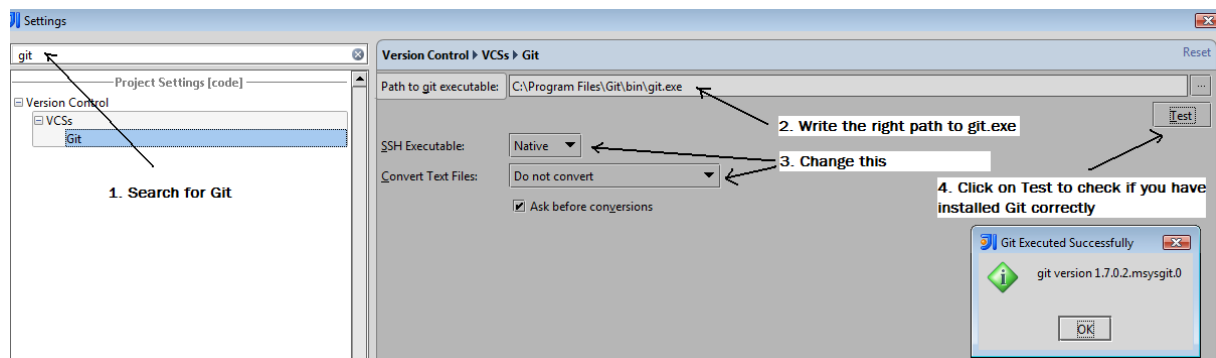 Settings
git
Project Settings [code]
Version Control
VCSs
Git
1. Search for Git
Version Control ▸ VCSs ▸ Git
Reset
Path to git executable:
C:\Program Files\Git\bin\git.exe
...
Test
2. Write the right path to git.exe
SSH Executable:
Native
3. Change this
Convert Text Files:
Do not convert
Ask before conversions
4. Click on Test to check if you have
installed Git correctly
Git Executed Successfully
git version 1.7.0.2.msysgit.0
OK